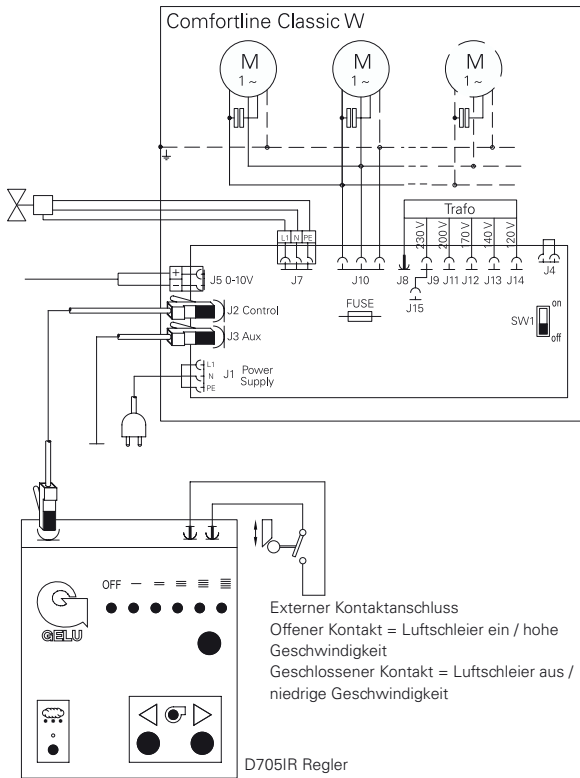 Comfortline Classic W
M
1 ~
M
1 ~
M
1 ~
Trafo
230 V
200 V
170 V
140 V
120 V
L1 N PE
+
−
J5 0-10V
J7
J10
J8
J9
J11
J12
J13
J14
J4
J15
J2 Control
J3 Aux
FUSE
SW1
on
off
L1
N
PE
J1 Power
Supply
OFF
GELU
Externer Kontaktanschluss
Offener Kontakt = Luftschleier ein / hohe
Geschwindigkeit
Geschlossener Kontakt = Luftschleier aus /
niedrige Geschwindigkeit
D705IR Regler